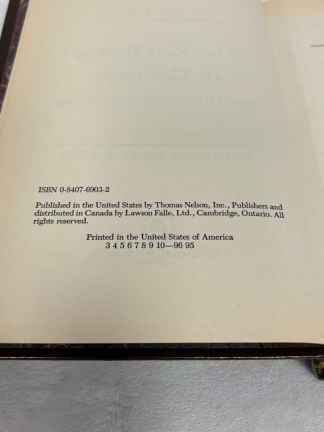 ISBN 0-8407-6903-2
Published in the United States by Thomas Nelson, Inc., Publishers and
distributed in Canada by Lawson Falle, Ltd., Cambridge, Ontario. All
rights reserved.
Printed in the United States of America
3 4 5 6 7 8 9 10—96 95